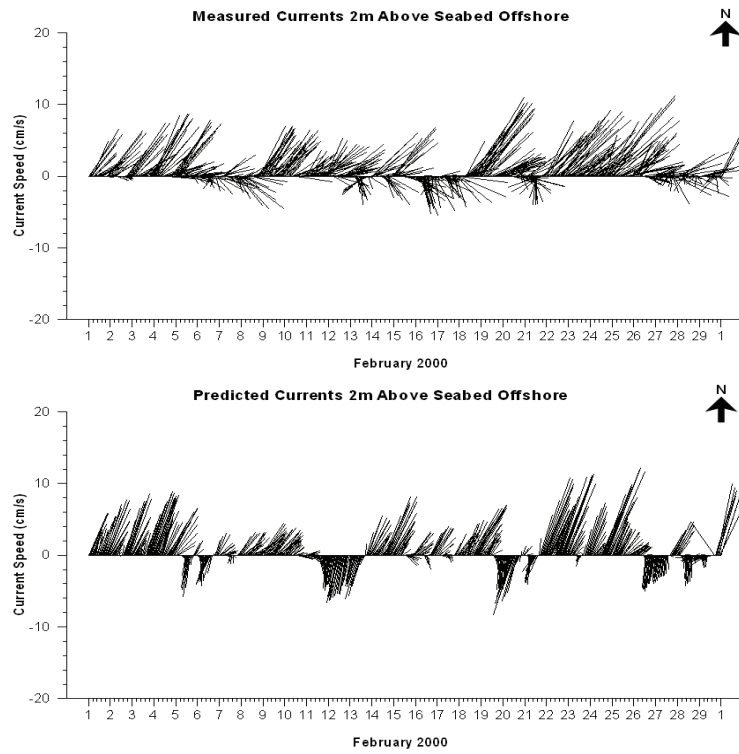 Measured Currents 2m Above Seabed Offshore
N
20
10
0
-10
-20
Current Speed (cm/s)
1 2 3 4 5 6 7 8 9 10 11 12 13 14 15 16 17 18 19 20 21 22 23 24 25 26 27 28 29 1
February 2000
Predicted Currents 2m Above Seabed Offshore
N
20
10
0
-10
-20
Current Speed (cm/s)
1 2 3 4 5 6 7 8 9 10 11 12 13 14 15 16 17 18 19 20 21 22 23 24 25 26 27 28 29 1
February 2000